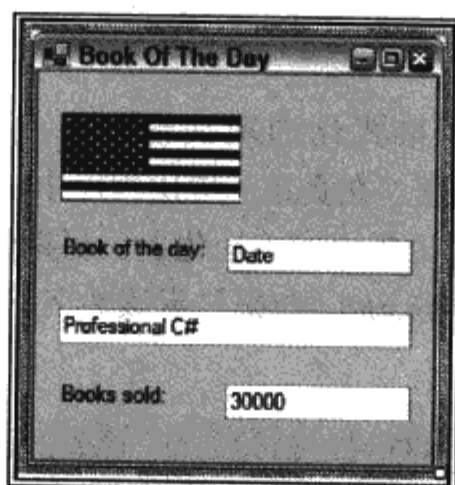 Book Of The Day
Book of the day: Date
Professional C#
Books sold: 30000